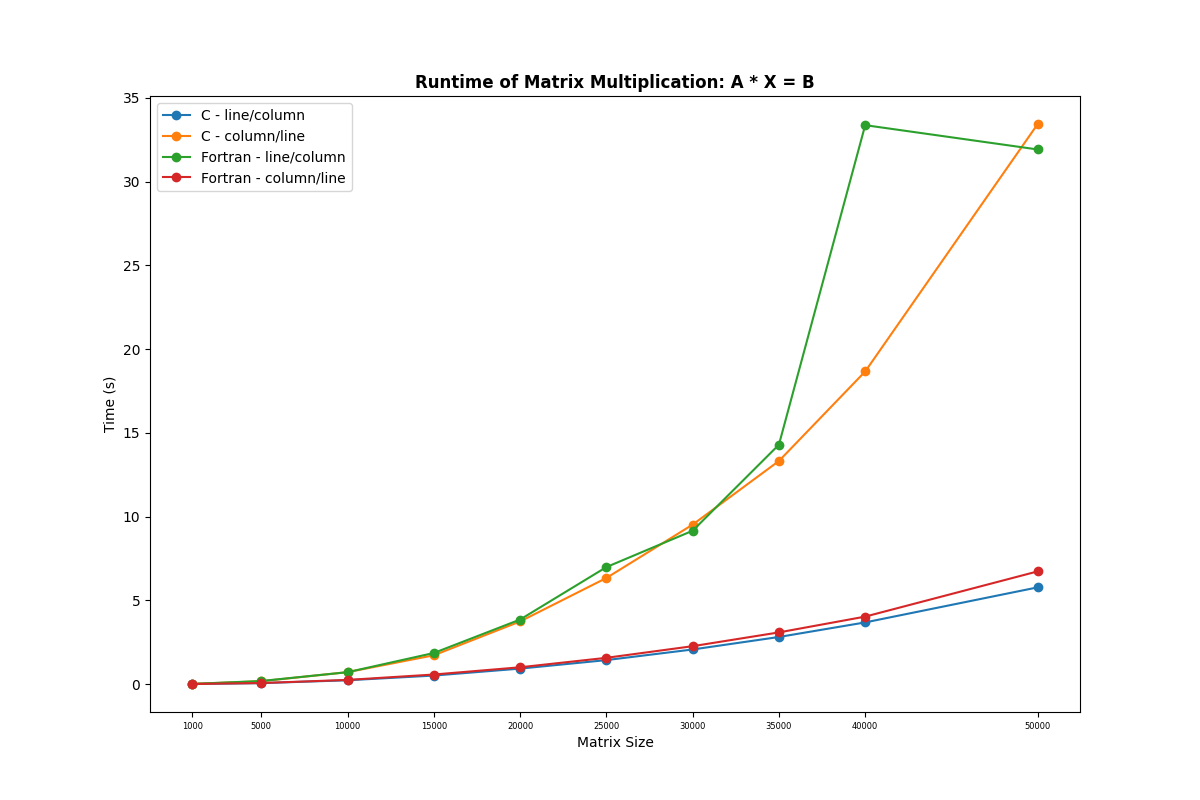 Runtime of Matrix Multiplication: A * X = B
35
30
25
20
15
10
5
0
Time (s)
C - line/column
C - column/line
Fortran - line/column
Fortran - column/line
1000 5000 10000 15000 20000 25000 30000 35000 40000 50000
Matrix Size